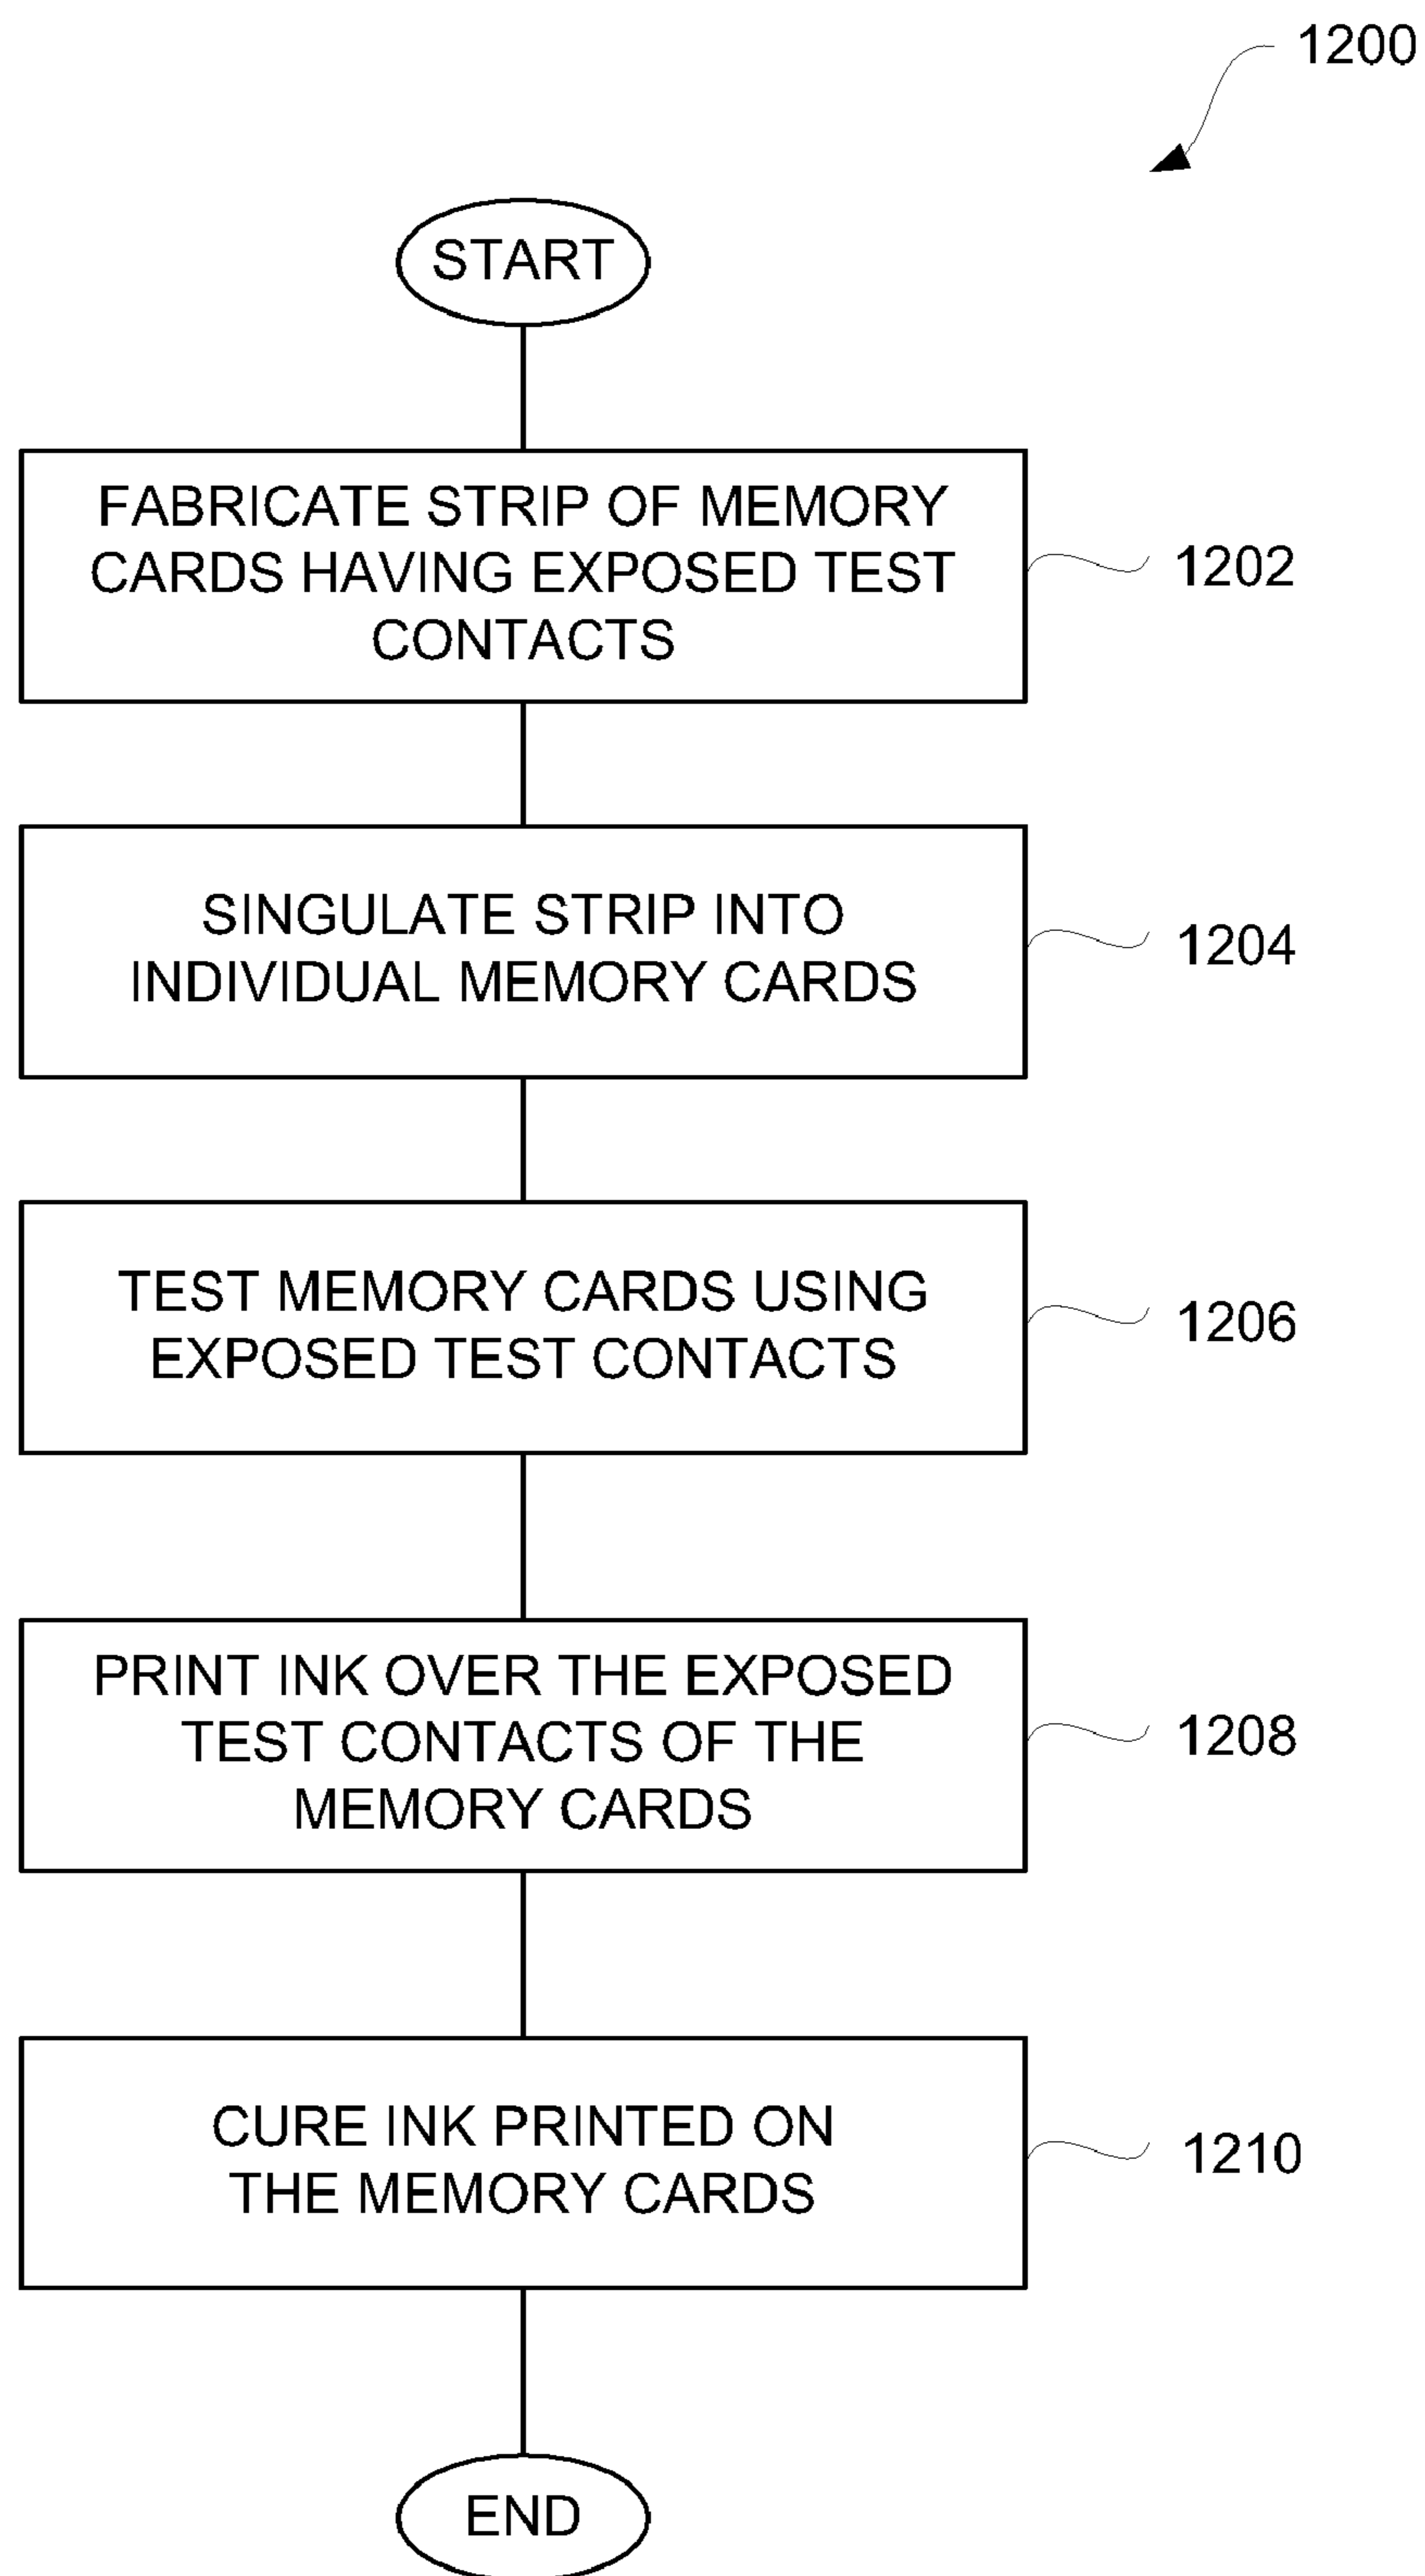 1200
START
FABRICATE STRIP OF MEMORY
CARDS HAVING EXPOSED TEST
CONTACTS
1202
SINGULATE STRIP INTO
INDIVIDUAL MEMORY CARDS
1204
TEST MEMORY CARDS USING
EXPOSED TEST CONTACTS
1206
PRINT INK OVER THE EXPOSED
TEST CONTACTS OF THE
MEMORY CARDS
1208
CURE INK PRINTED ON
THE MEMORY CARDS
1210
END